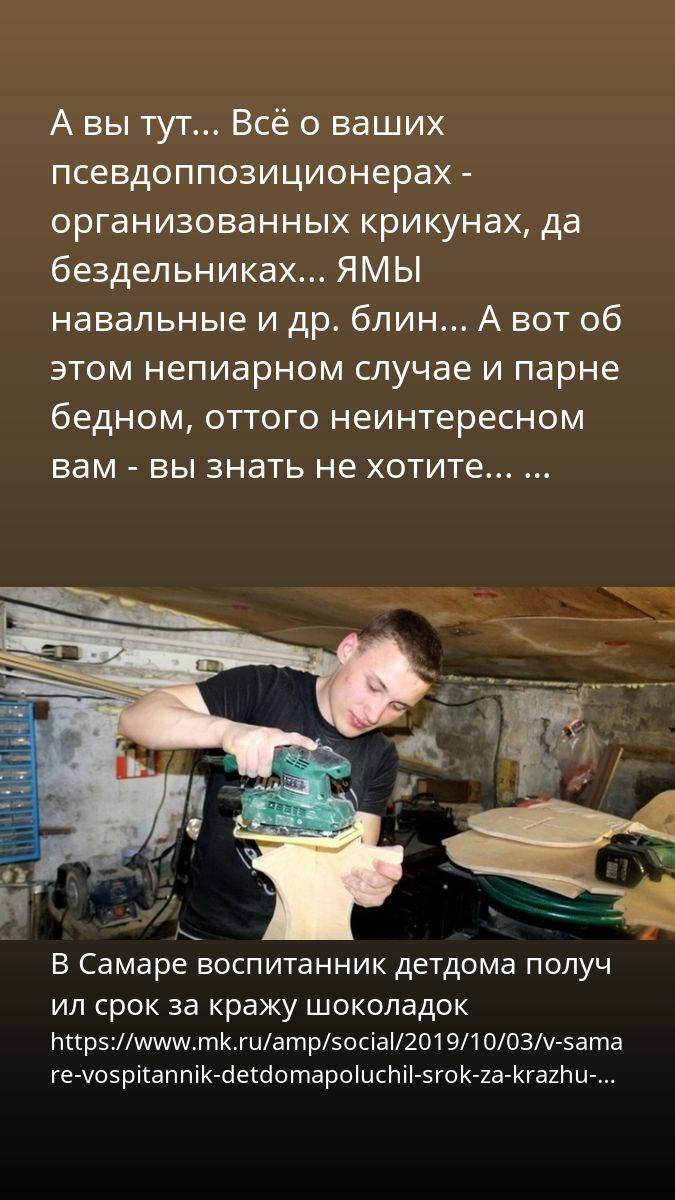 А вы тут... Всё о ваших
псевдоппозиционерах -
организованных крикунах, да
бездельниках... ЯМЫ
навальные и др. блин... А вот об
этом непиарном случае и парне
бедном, оттого неинтересном
вам - вы знать не хотите... ...
В Самаре воспитанник детдома получ
ил срок за кражу шоколадок
https://www.mk.ru/amp/social/2019/10/03/v-sama
re-vospitannik-detdomapoluchil-srok-za-krazhu-...